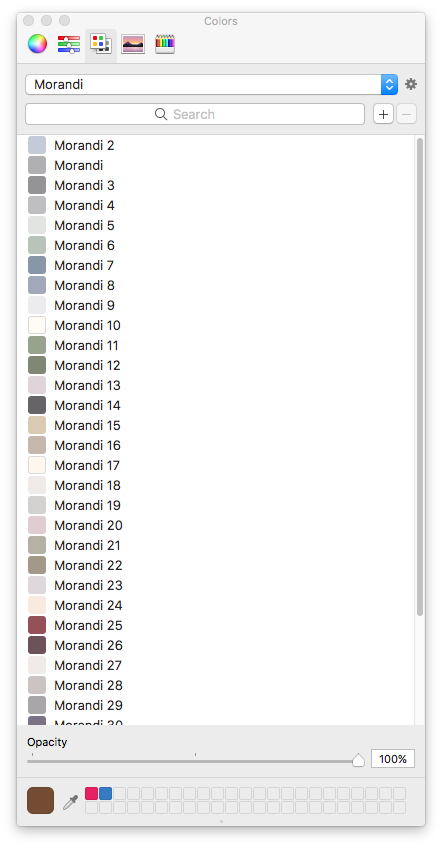 Colors
Morandi
Search
Morandi 2
Morandi
Morandi 3
Morandi 4
Morandi 5
Morandi 6
Morandi 7
Morandi 8
Morandi 9
Morandi 10
Morandi 11
Morandi 12
Morandi 13
Morandi 14
Morandi 15
Morandi 16
Morandi 17
Morandi 18
Morandi 19
Morandi 20
Morandi 21
Morandi 22
Morandi 23
Morandi 24
Morandi 25
Morandi 26
Morandi 27
Morandi 28
Morandi 29
Morandi 30
Opacity
100%